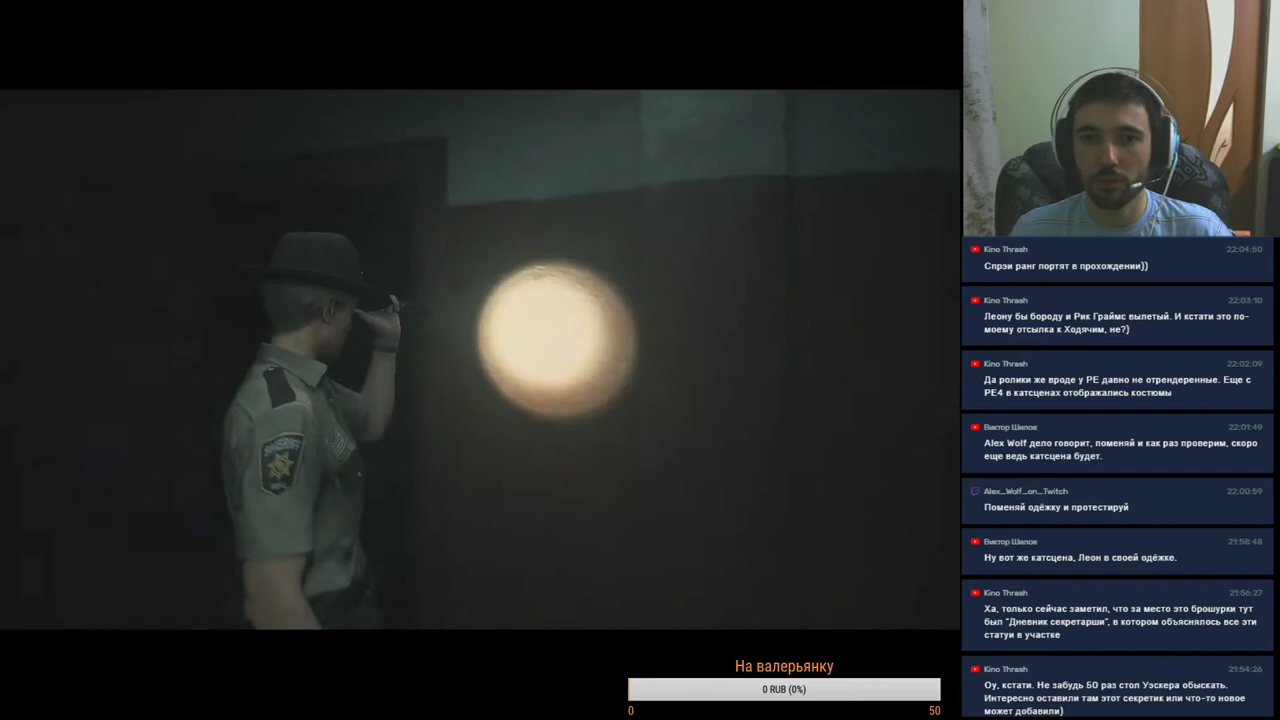 Kino Thrash 22:04:50
Спрэи ранг портят в прохождении))
Kino Thrash 22:03:10
Леону бы бороду и Рик Граймс вылетый. И кстати это по-
моему отсылка к Ходячим, не?)
Kino Thrash 22:02:09
Да ролики же вроде у РЕ давно не отрендеренные. Еще с
РЕ4 в катсценах отображались костюмы
Виктор Шилов 22:01:49
Alex Wolf дело говорит, поменяй и как раз проверим, скоро
еще ведь катсцена будет.
Alex_Wolf_on_Twitch 22:00:59
Поменяй одёжку и протестируй
Виктор Шилов 21:58:48
Ну вот же катсцена, Леон в своей одёжке.
Kino Thrash 21:56:27
Ха, только сейчас заметил, что за место это брошурки тут
был "Дневник секретарши", в котором объяснялось все эти
статуи в участке
Kino Thrash 21:54:26
Оу, кстати. Не забудь 50 раз стол Уэскера обыскать.
Интересно оставили там этот секретик или что-то новое
может добавили)
На валерьянку
0 RUB (0%)
0 50